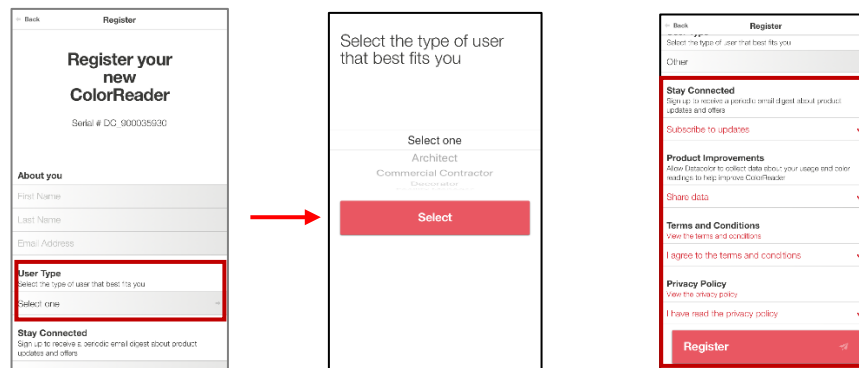 Back Register
Register your
new
ColorReader
Serial # DC_900035930
About you
First Name
Last Name
Email Address
User Type
Select the type of user that best fits you
Select one
Stay Connected
Sign up to receive a periodic email digest about product
updates and offers
Select the type of user
that best fits you
Select one
Architect
Commercial Contractor
Decorator
Select
Back Register
Select the type of user that best fits you
Other
Stay Connected
Sign up to receive a periodic email digest about product
updates and offers
Subscribe to updates
Product Improvements
Allow Datacolor to collect data about your usage and color
readings to help improve ColorReader
Share data
Terms and Conditions
View the terms and conditions
I agree to the terms and conditions
Privacy Policy
View the privacy policy
I have read the privacy policy
Register